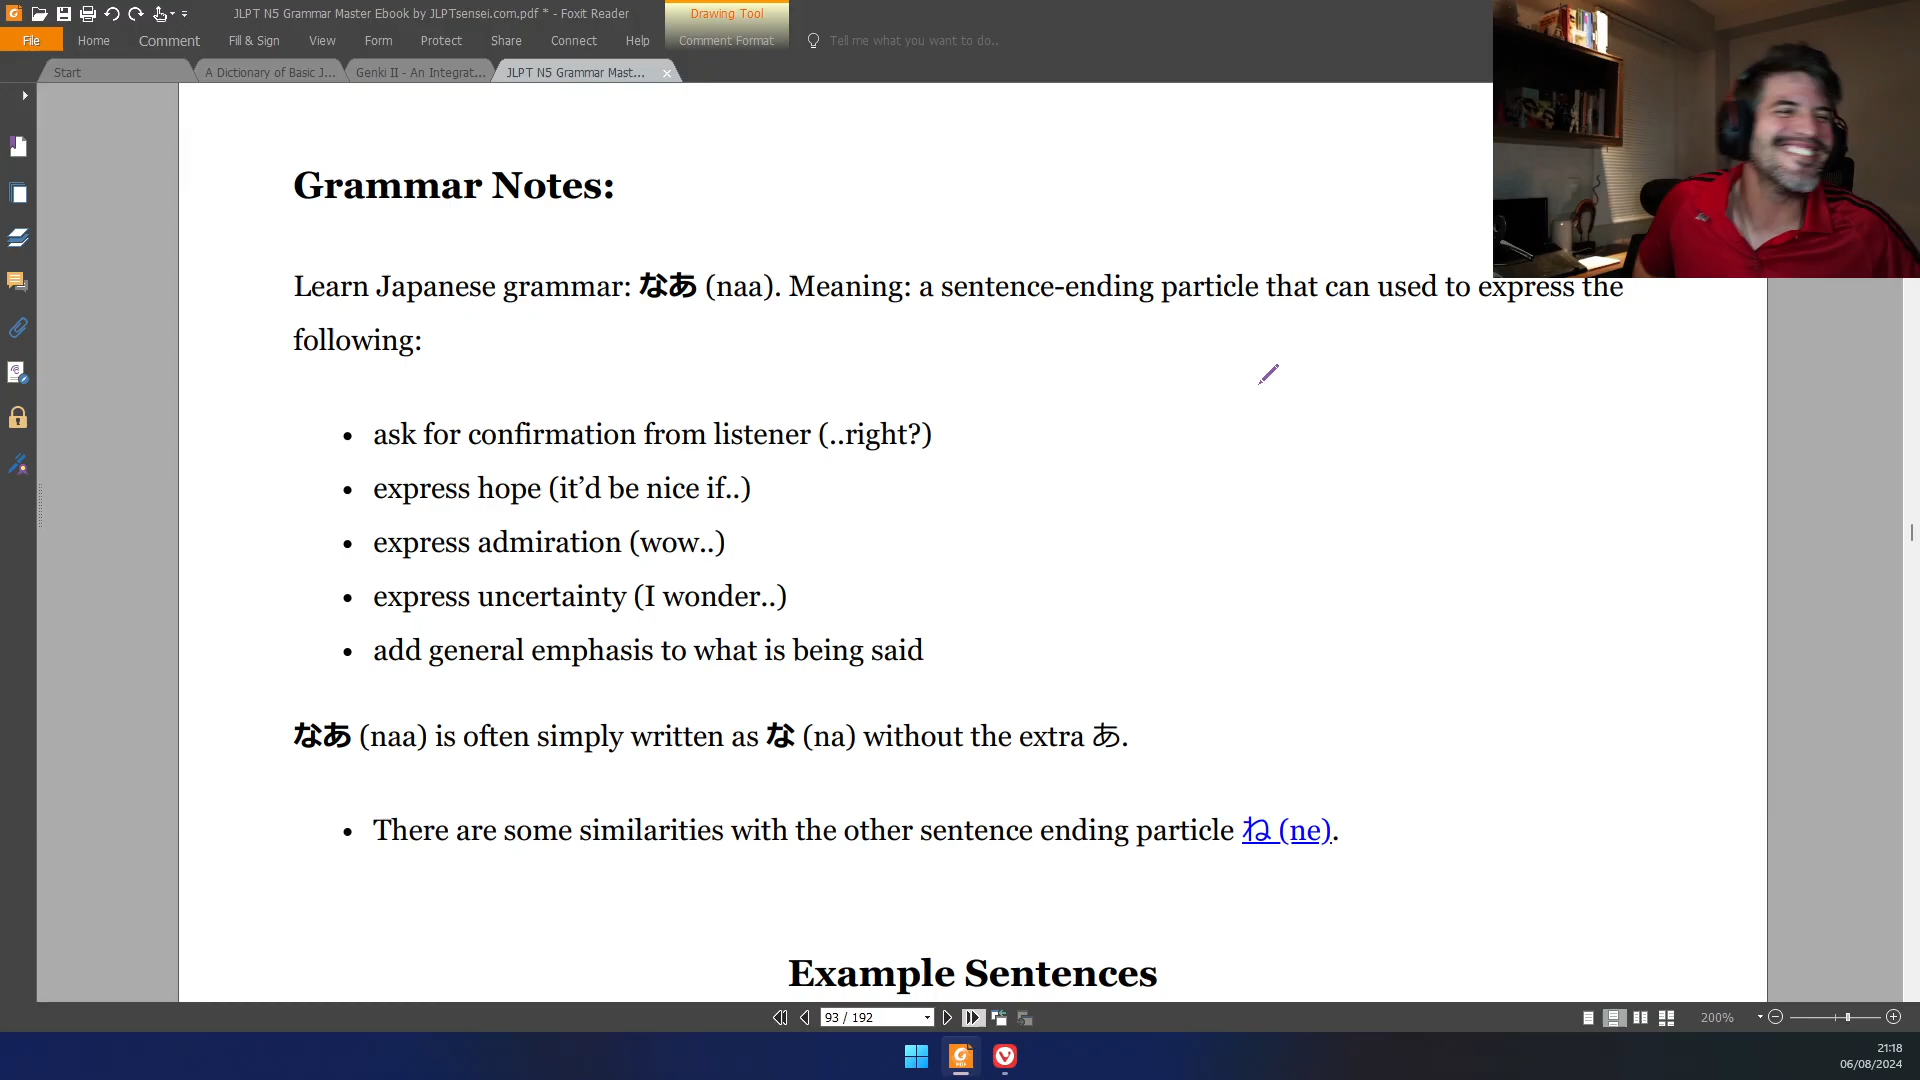 JLPT N5 Grammar Master Ebook by JLPTsensei.com.pdf * - Foxit Reader
Drawing Tool
File
Home
Comment
Fill & Sign
View
Form
Protect
Share
Connect
Help
Comment Format
Tell me what you want to do..
Start
A Dictionary of Basic J...
Genki II - An Integrat...
JLPT N5 Grammar Mast...
Grammar Notes:
Learn Japanese grammar: なあ (naa). Meaning: a sentence-ending particle that can used to express the
following:
• ask for confirmation from listener (..right?)
• express hope (it’d be nice if..)
• express admiration (wow..)
• express uncertainty (I wonder..)
• add general emphasis to what is being said
なあ (naa) is often simply written as な (na) without the extra あ.
• There are some similarities with the other sentence ending particle ね (ne).
Example Sentences
93 / 192
200%
21:18
06/08/2024